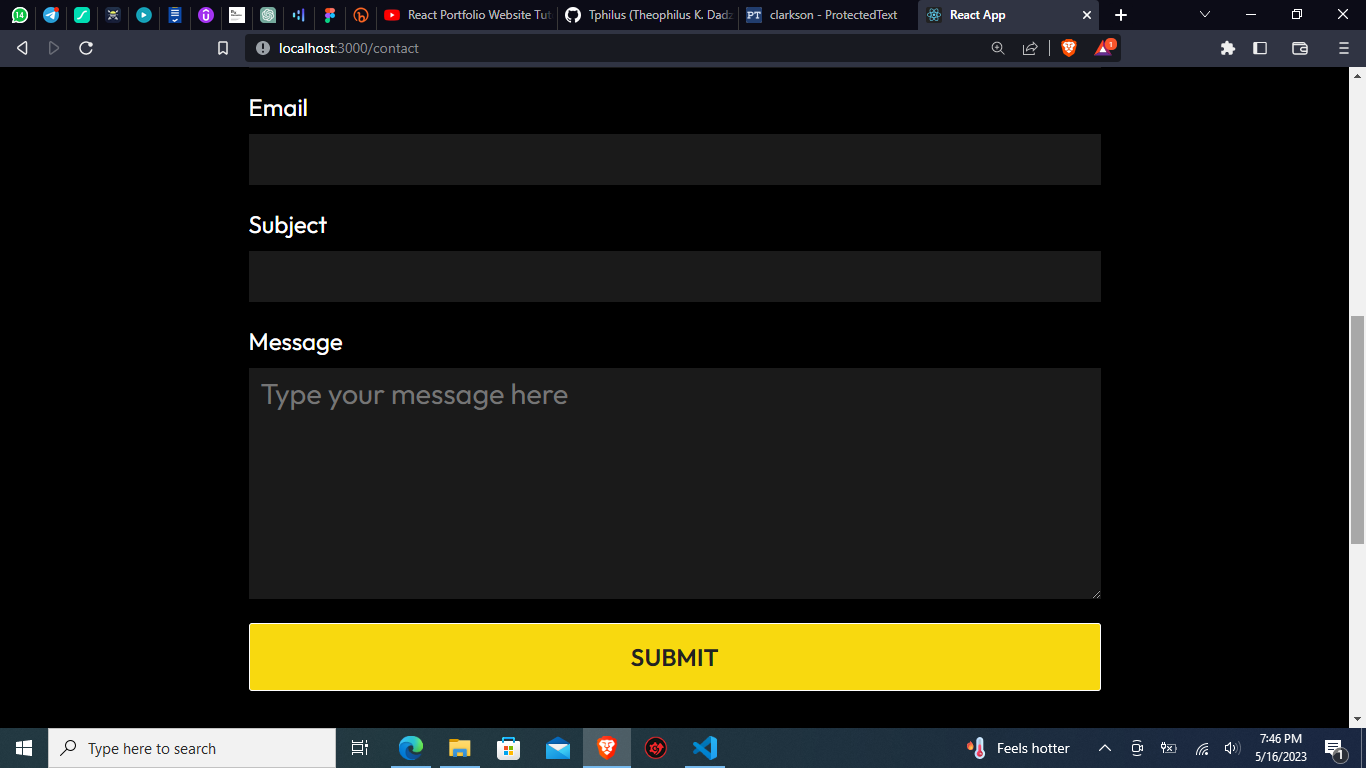 14
React Portfolio Website Tut
Tphilus (Theophilus K. Dadz
PT
clarkson - ProtectedText
React App
localhost:3000/contact
1
Email
Subject
Message
Type your message here
SUBMIT
Type here to search
Feels hotter
7:46 PM
5/16/2023
1